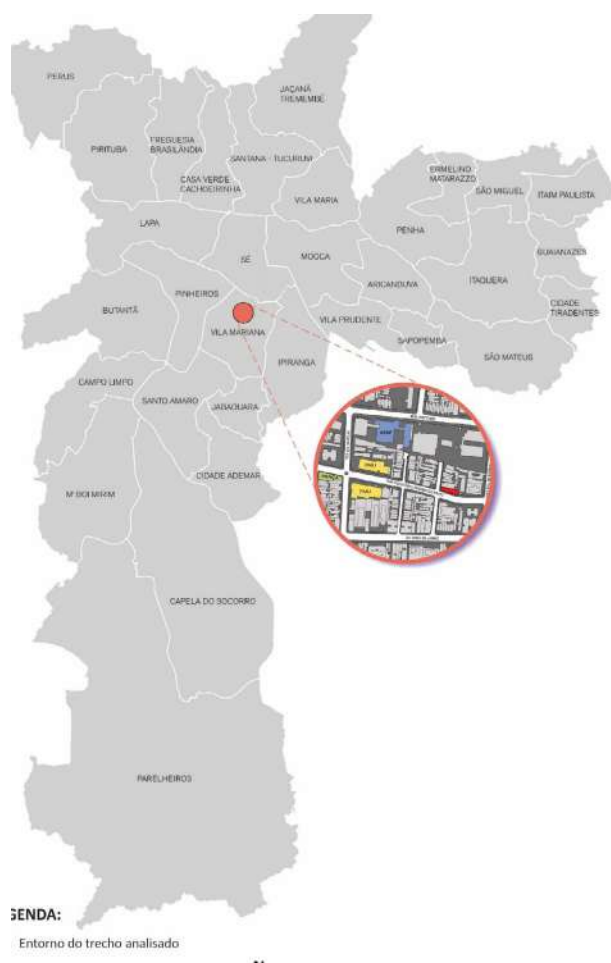 PERUS
JAÇANÃ
TREMEMBÉ
PIRITUBA
FREGUESIA
BRASILÂNDIA
SANTANA - TUCURUVI
CASA VERDE
CACHOEIRINHA
VILA MARIA
ERMELINO
MATARAZZO
SÃO MIGUEL
ITAIM PAULISTA
LAPA
PENHA
SÉ
MOOCA
GUAIANAZES
ITAQUERA
ARICANDUVA
PINHEIROS
BUTANTÃ
CIDADE
TIRADENTES
VILA MARIANA
VILA PRUDENTE
SAPOPEMBA
SÃO MATEUS
IPIRANGA
CAMPO LIMPO
SANTO AMARO
JABAQUARA
CIDADE ADEMAR
M' BOI MIRIM
CAPELA DO SOCORRO
PARELHEIROS
GENDA:
Entorno do trecho analisado